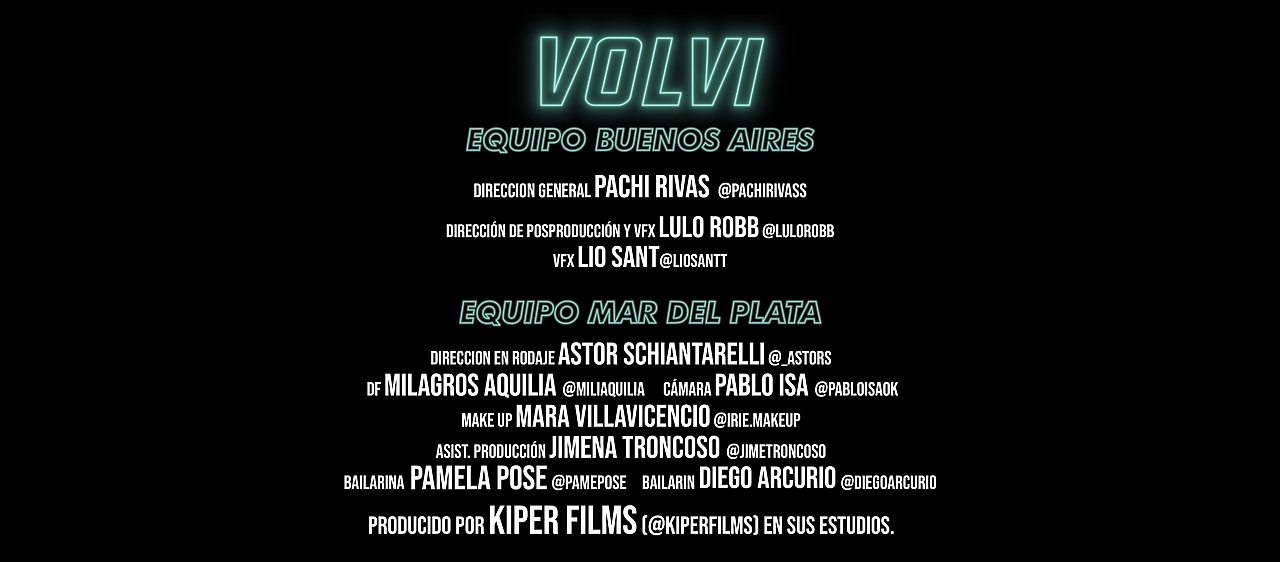 VOLVI
EQUIPO BUENOS AIRES
DIRECCION GENERAL PACHI RIVAS @PACHIRIVASS
DIRECCIÓN DE POSPRODUCCIÓN Y VFX LULO ROBB @LULOROBB
VFX LIO SANT @LIOSANTT
EQUIPO MAR DEL PLATA
DIRECCION EN RODAJE ASTOR SCHIANTARELLI @_ASTORS
DF MILAGROS AQUILIA @MILIAQUILIA CÁMARA PABLO ISA @PABLOISAOK
MAKE UP MARA VILLAVICENCIO @IRIE.MAKEUP
ASIST. PRODUCCIÓN JIMENA TRONCOSO @JIMETRONCOSO
BAILARINA PAMELA POSE @PAMEPOSE BAILARIN DIEGO ARCURIO @DIEGOARCURIO
PRODUCIDO POR KIPER FILMS (@KIPERFILMS) EN SUS ESTUDIOS.